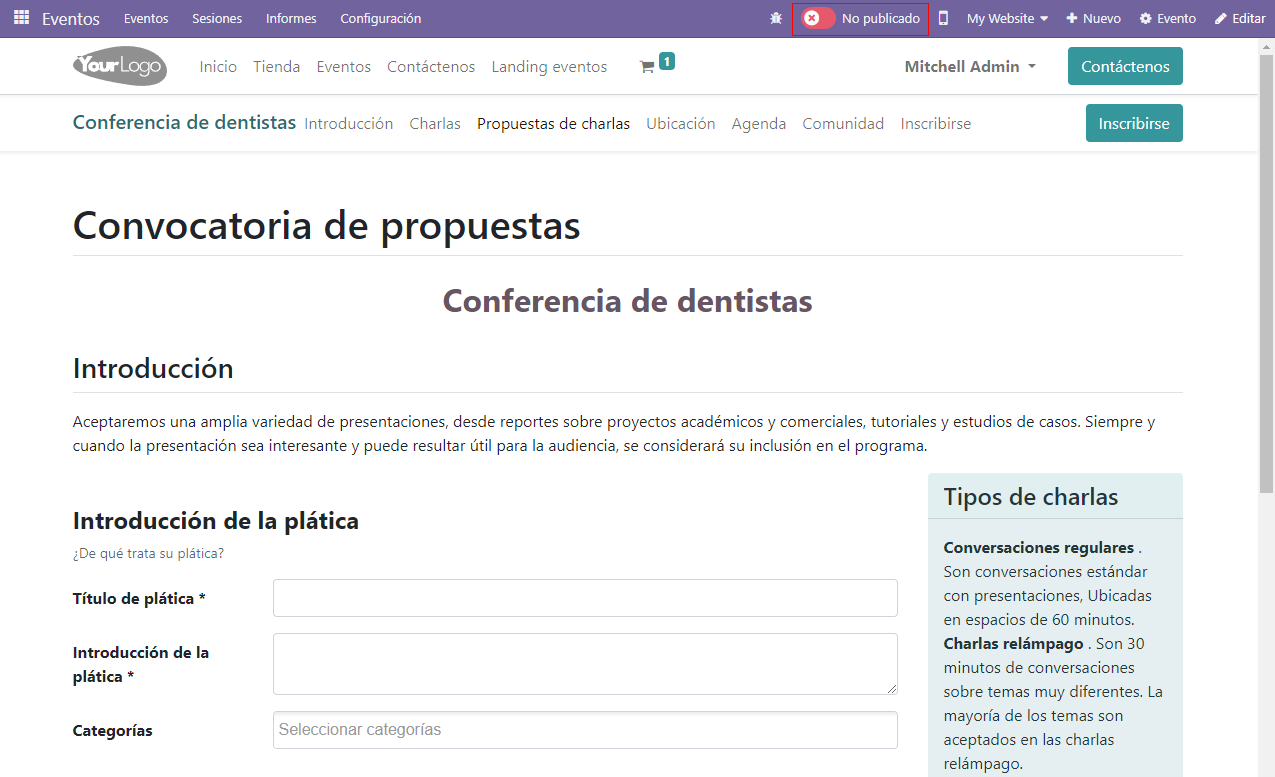 Eventos Eventos Sesiones Informes Configuración No publicado My Website Nuevo Evento Editar
YourLogo Inicio Tienda Eventos Contáctenos Landing eventos 1 Mitchell Admin Contáctenos
Conferencia de dentistas Introducción Charlas Propuestas de charlas Ubicación Agenda Comunidad Inscribirse Inscribirse
Convocatoria de propuestas
Conferencia de dentistas
Introducción
Aceptaremos una amplia variedad de presentaciones, desde reportes sobre proyectos académicos y comerciales, tutoriales y estudios de casos. Siempre y
cuando la presentación sea interesante y puede resultar útil para la audiencia, se considerará su inclusión en el programa.
Introducción de la plática
¿De qué trata su plática?
Título de plática *
Introducción de la
plática *
Categorías Seleccionar categorías
Tipos de charlas
Conversaciones regulares .
Son conversaciones estándar
con presentaciones, Ubicadas
en espacios de 60 minutos.
Charlas relámpago . Son 30
minutos de conversaciones
sobre temas muy diferentes. La
mayoría de los temas son
aceptados en las charlas
relámpago.